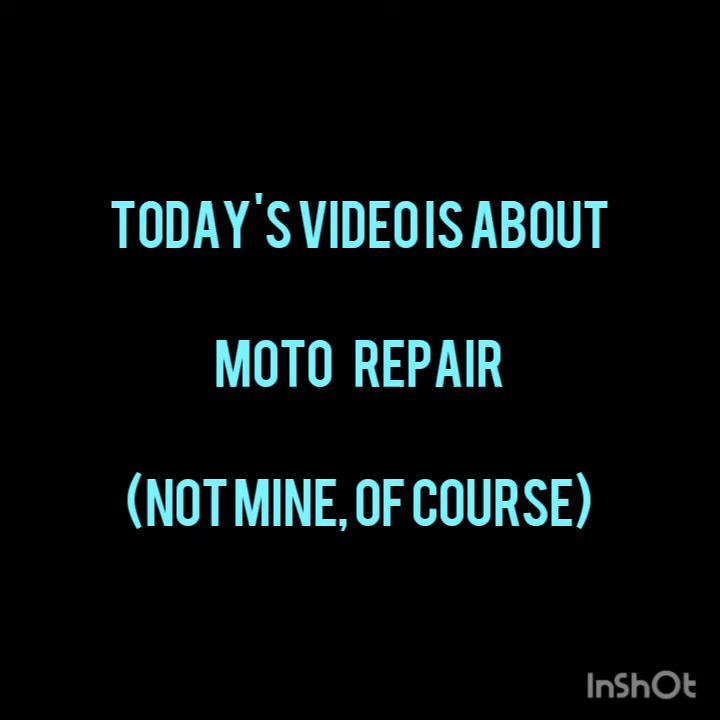 TODAY'S VIDEO IS ABOUT
MOTO REPAIR
(NOT MINE, OF COURSE)
InShOt